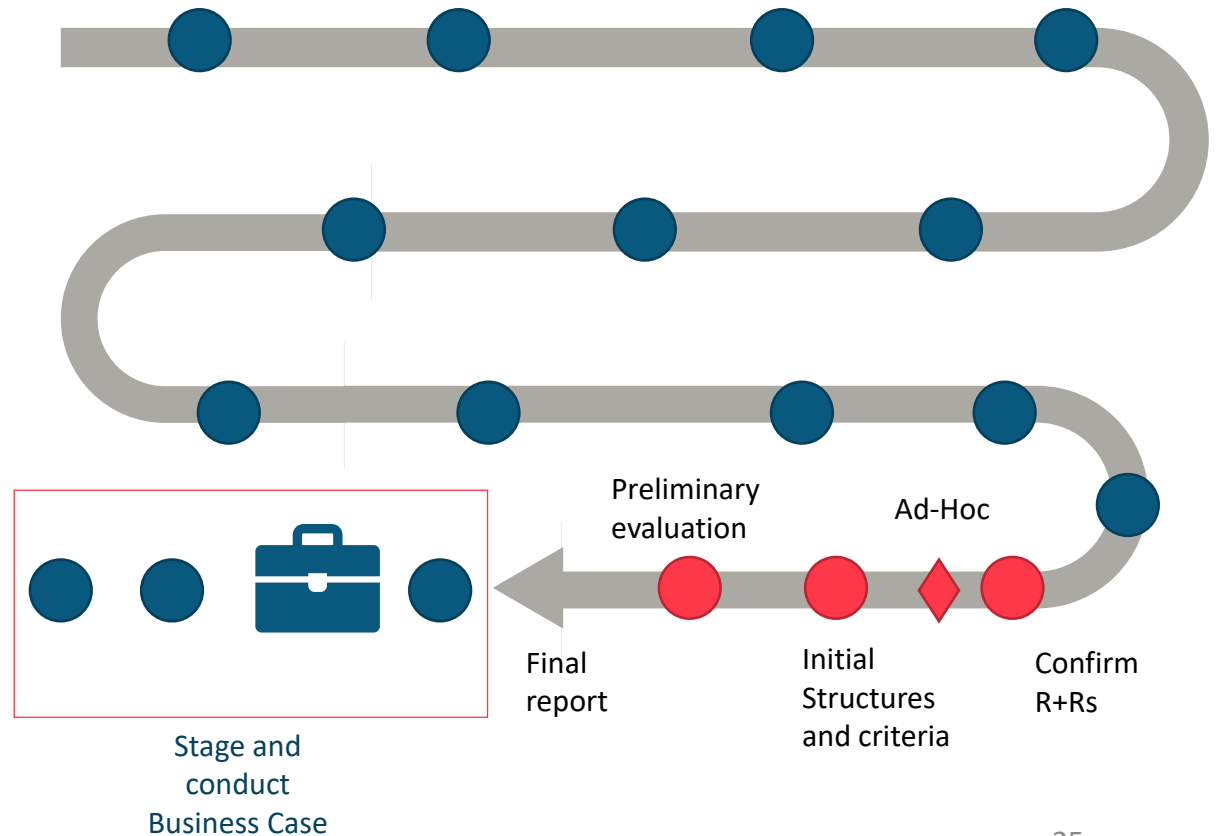 Preliminary
evaluation
Ad-Hoc
Final
report
Initial
Structures
and criteria
Confirm
R+Rs
Stage and
conduct
Business Case